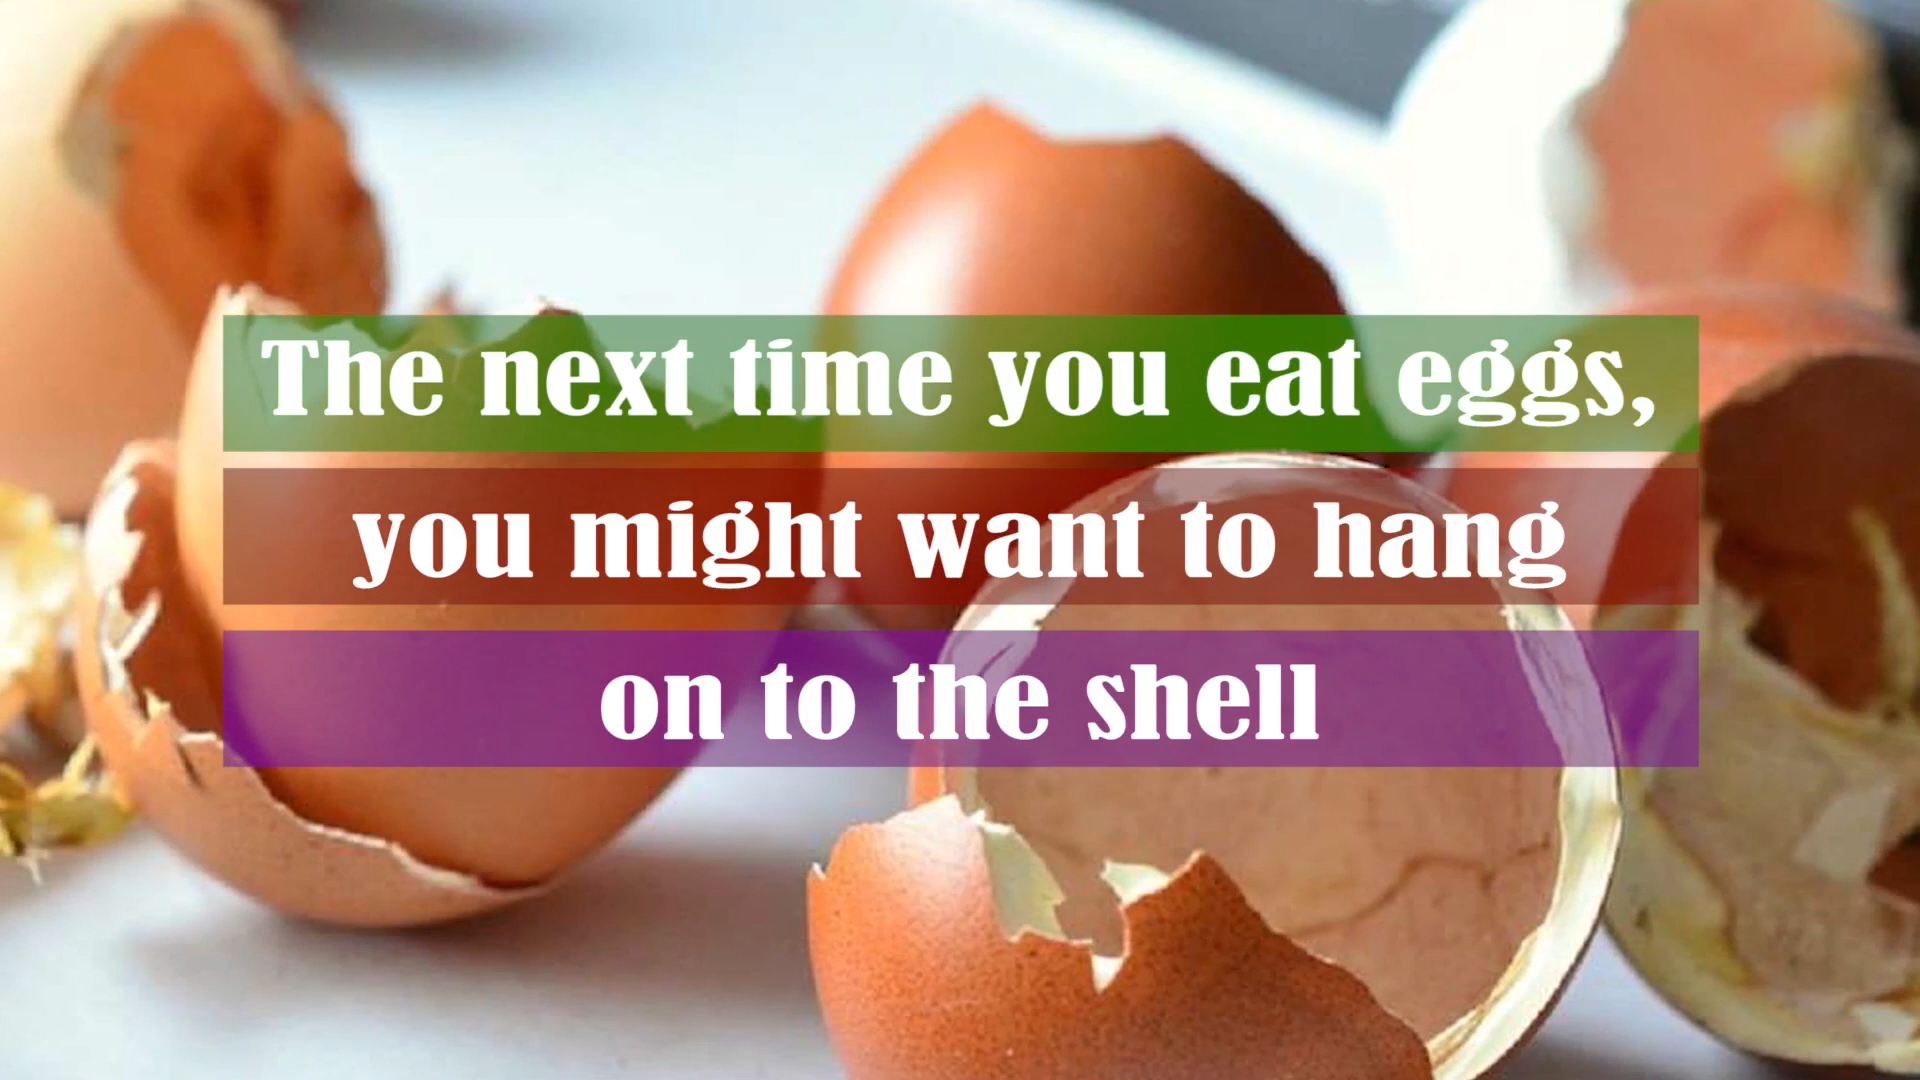 The next time you eat eggs,
you might want to hang
on to the shell